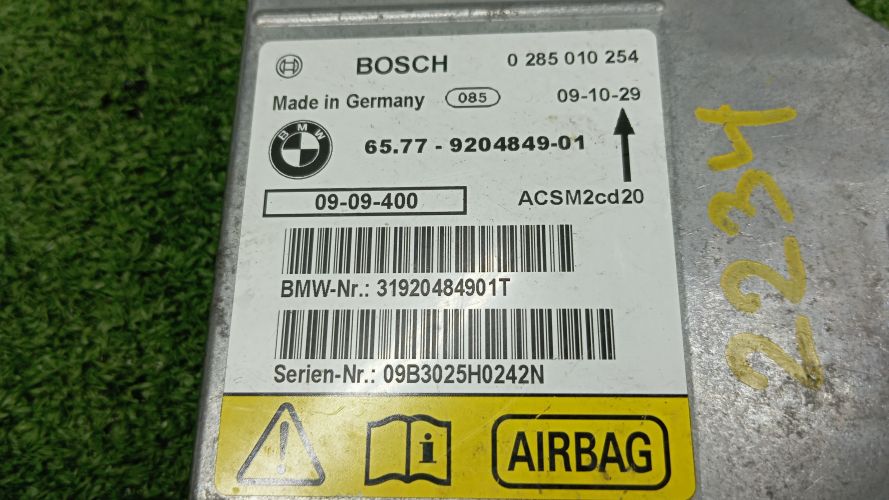 BOSCH 0 285 010 254
Made in Germany 085 09-10-29
BMW 65.77 - 9204849-01
09-09-400 ACSM2cd20
BMW-Nr.: 31920484901T
Serien-Nr.: 09B3025H0242N
AIRBAG
2234